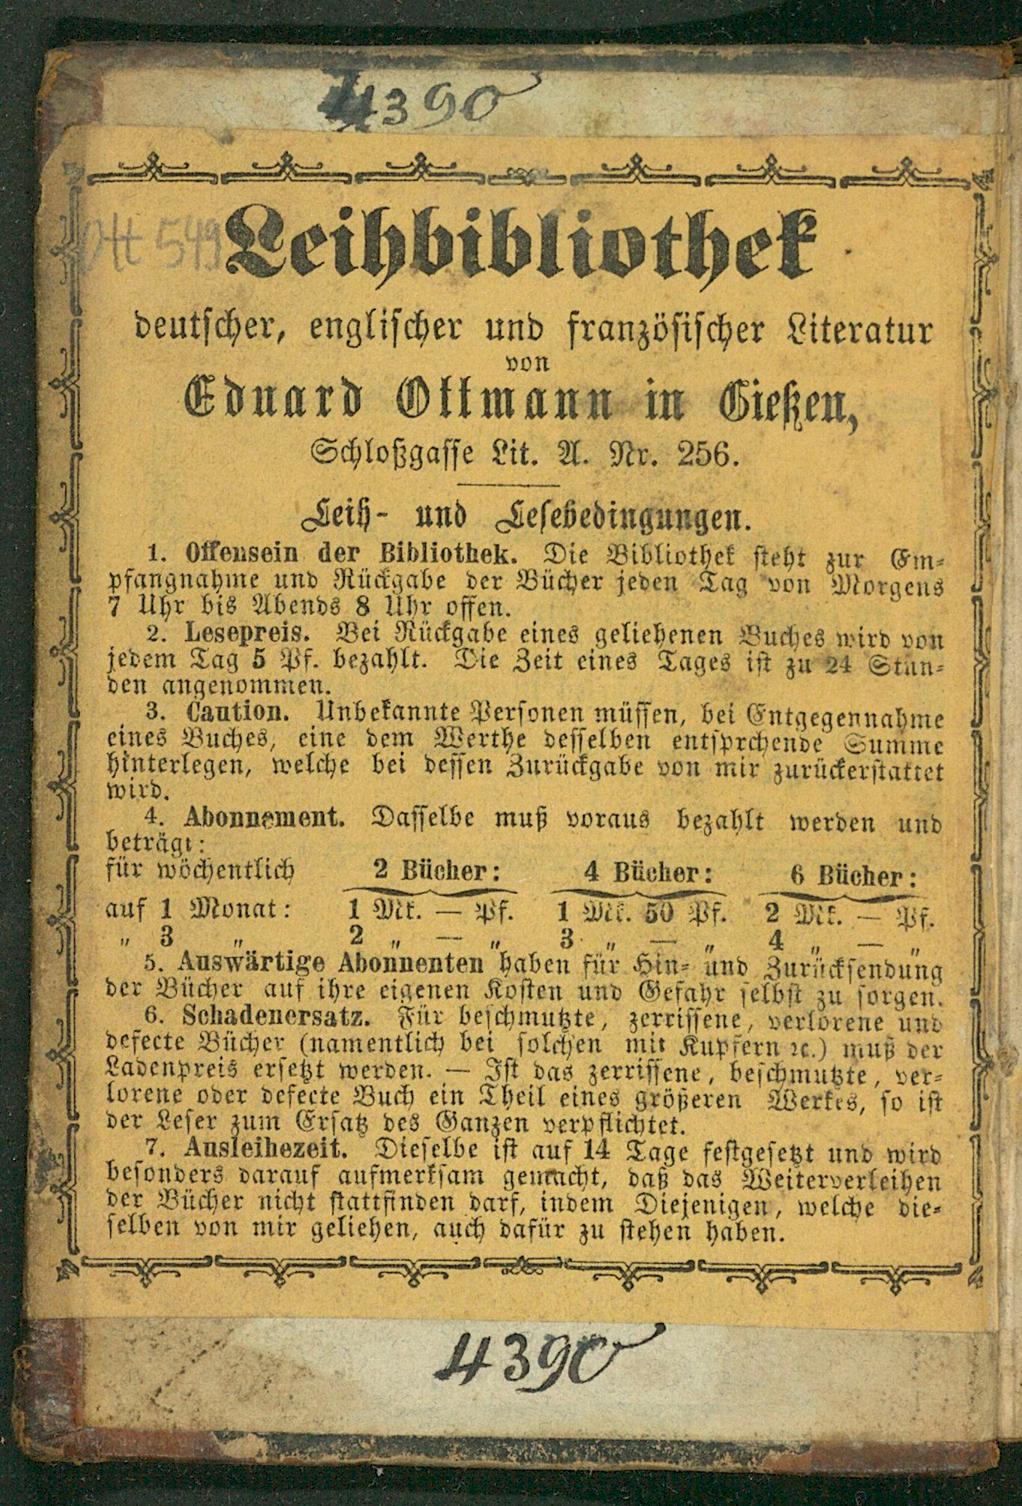 4390
Ott 549
Leihbibliothek
deutscher, englischer und französischer Literatur
von
Eduard Ottmann in Gießen,
Schloßgasse Lit. A. Nr. 256.
Leih- und Lesebedingungen.
1. Offensein der Bibliothek. Die Bibliothek steht zur Em-
pfangnahme und Rückgabe der Bücher jeden Tag von Morgens
7 Uhr bis Abends 8 Uhr offen.
2. Lesepreis. Bei Rückgabe eines geliehenen Buches wird von
jedem Tag 5 Pf. bezahlt. Die Zeit eines Tages ist zu 24 Stun-
den angenommen.
3. Caution. Unbekannte Personen müssen, bei Entgegennahme
eines Buches, eine dem Werthe desselben entsprchende Summe
hinterlegen, welche bei dessen Zurückgabe von mir zurückerstattet
wird.
4. Abonnement. Dasselbe muß voraus bezahlt werden und
beträgt:
für wöchentlich 2 Bücher: 4 Bücher: 6 Bücher:
auf 1 Monat: 1 Mk. — Pf. 1 Mk. 50 Pf. 2 Mk. — Pf.
„ 3 „ 2 „ — „ 3 „ — „ 4 „ — „
5. Auswärtige Abonnenten haben für Hin- und Zurücksendung
der Bücher auf ihre eigenen Kosten und Gefahr selbst zu sorgen.
6. Schadenersatz. Für beschmutzte, zerrissene, verlorene und
defecte Bücher (namentlich bei solchen mit Kupfern ꝛc.) muß der
Ladenpreis ersetzt werden. — Ist das zerrissene, beschmutzte, ver-
lorene oder defecte Buch ein Theil eines größeren Werkes, so ist
der Leser zum Ersatz des Ganzen verpflichtet.
7. Ausleihezeit. Dieselbe ist auf 14 Tage festgesetzt und wird
besonders darauf aufmerksam gemacht, daß das Weiterverleihen
der Bücher nicht stattfinden darf, indem Diejenigen, welche die-
selben von mir geliehen, auch dafür zu stehen haben.
4390